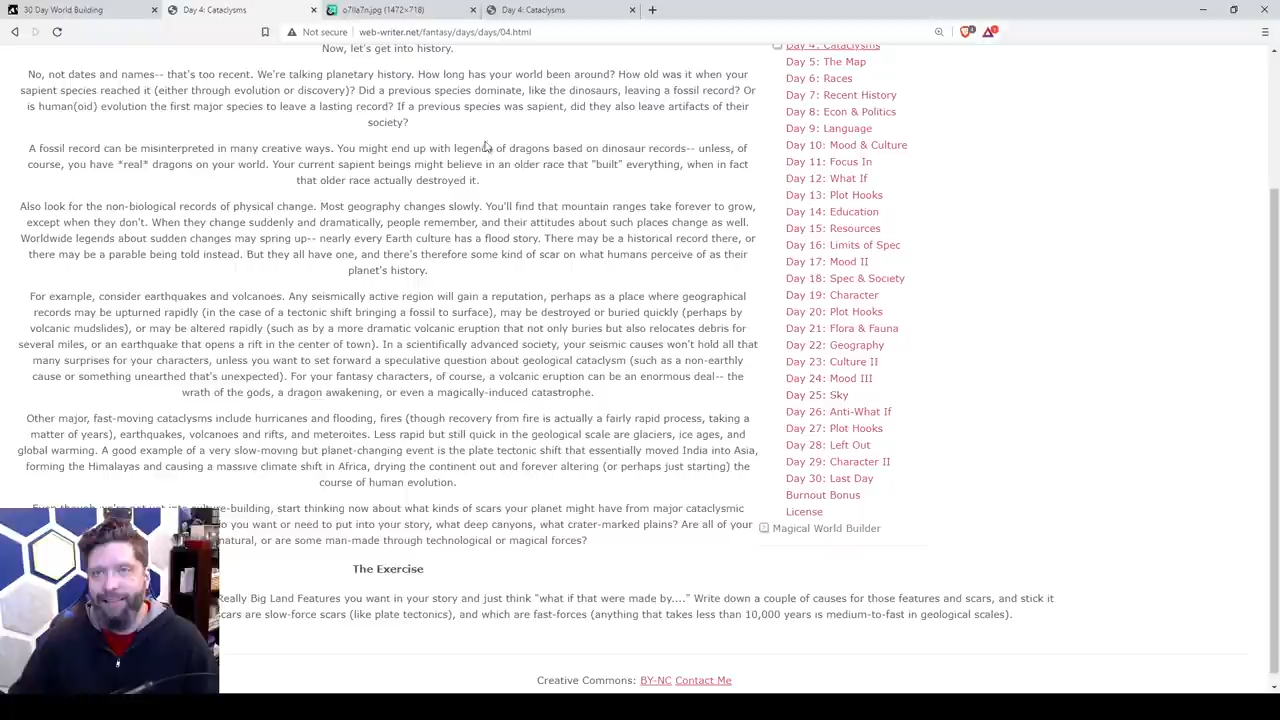 30 Day World Building
Day 4: Cataclysms
o7lla7n.jpg (1472×718)
Day 4: Cataclysms
Not secure
web-writer.net/fantasy/days/days/04.html
Now, let's get into history.
No, not dates and names-- that's too recent. We're talking planetary history. How long has your world been around? How old was it when your
sapient species reached it (either through evolution or discovery)? Did a previous species dominate, like the dinosaurs, leaving a fossil record? Or
is human(oid) evolution the first major species to leave a lasting record? If a previous species was sapient, did they also leave artifacts of their
society?
A fossil record can be misinterpreted in many creative ways. You might end up with legends of dragons based on dinosaur records-- unless, of
course, you have *real* dragons on your world. Your current sapient beings might believe in an older race that "built" everything, when in fact
that older race actually destroyed it.
Also look for the non-biological records of physical change. Most geography changes slowly. You'll find that mountain ranges take forever to grow,
except when they don't. When they change suddenly and dramatically, people remember, and their attitudes about such places change as well.
Worldwide legends about sudden changes may spring up-- nearly every Earth culture has a flood story. There may be a historical record there, or
there may be a parable being told instead. But they all have one, and there's therefore some kind of scar on what humans perceive of as their
planet's history.
For example, consider earthquakes and volcanoes. Any seismically active region will gain a reputation, perhaps as a place where geographical
records may be upturned rapidly (in the case of a tectonic shift bringing a fossil to surface), may be destroyed or buried quickly (perhaps by
volcanic mudslides), or may be altered rapidly (such as by a more dramatic volcanic eruption that not only buries but also relocates debris for
several miles, or an earthquake that opens a rift in the center of town). In a scientifically advanced society, your seismic causes won't hold all that
many surprises for your characters, unless you want to set forward a speculative question about geological cataclysm (such as a non-earthly
cause or something unearthed that's unexpected). For your fantasy characters, of course, a volcanic eruption can be an enormous deal-- the
wrath of the gods, a dragon awakening, or even a magically-induced catastrophe.
Other major, fast-moving cataclysms include hurricanes and flooding, fires (though recovery from fire is actually a fairly rapid process, taking a
matter of years), earthquakes, volcanoes and rifts, and meteroites. Less rapid but still quick in the geological scale are glaciers, ice ages, and
global warming. A good example of a very slow-moving but planet-changing event is the plate tectonic shift that essentially moved India into Asia,
forming the Himalayas and causing a massive climate shift in Africa, drying the continent out and forever altering (or perhaps just starting) the
course of human evolution.
Even though we're not yet into culture-building, start thinking now about what kinds of scars your planet might have from major cataclysmic
do you want or need to put into your story, what deep canyons, what crater-marked plains? Are all of your
natural, or are some man-made through technological or magical forces?
The Exercise
Really Big Land Features you want in your story and just think "what if that were made by...." Write down a couple of causes for those features and scars, and stick it
scars are slow-force scars (like plate tectonics), and which are fast-forces (anything that takes less than 10,000 years is medium-to-fast in geological scales).
Creative Commons: BY-NC Contact Me
Day 4: Cataclysms
Day 5: The Map
Day 6: Races
Day 7: Recent History
Day 8: Econ & Politics
Day 9: Language
Day 10: Mood & Culture
Day 11: Focus In
Day 12: What If
Day 13: Plot Hooks
Day 14: Education
Day 15: Resources
Day 16: Limits of Spec
Day 17: Mood II
Day 18: Spec & Society
Day 19: Character
Day 20: Plot Hooks
Day 21: Flora & Fauna
Day 22: Geography
Day 23: Culture II
Day 24: Mood III
Day 25: Sky
Day 26: Anti-What If
Day 27: Plot Hooks
Day 28: Left Out
Day 29: Character II
Day 30: Last Day
Burnout Bonus
License
Magical World Builder